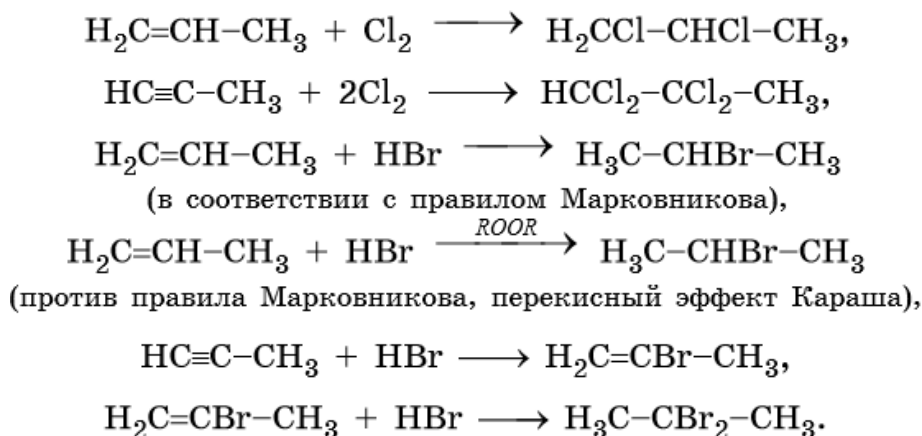 H₂C=CH−CH₃ + Cl₂ ⟶ H₂CCl−CHCl−CH₃,
HC≡C−CH₃ + 2Cl₂ ⟶ HCCl₂−CCl₂−CH₃,
H₂C=CH−CH₃ + HBr ⟶ H₃C−CHBr−CH₃
(в соответствии с правилом Марковникова),
H₂C=CH−CH₃ + HBr ⟶ ROOR H₃C−CHBr−CH₃
(против правила Марковникова, перекисный эффект Караша),
HC≡C−CH₃ + HBr ⟶ H₂C=CBr−CH₃,
H₂C=CBr−CH₃ + HBr ⟶ H₃C−CBr₂−CH₃.